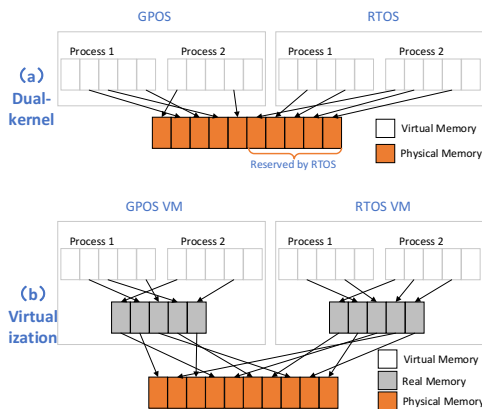 GPOS
RTOS
Process 1
Process 2
Process 1
Process 2
（a）
Dual-
kernel
Virtual Memory
Physical Memory
Reserved by RTOS
GPOS VM
RTOS VM
Process 1
Process 2
Process 1
Process 2
（b）
Virtual
ization
Virtual Memory
Real Memory
Physical Memory